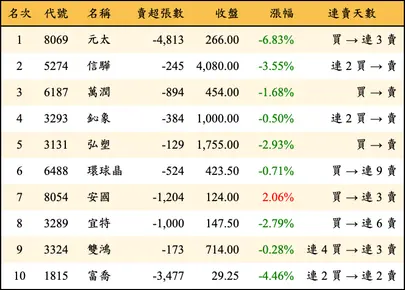 名次 代號 名稱 賣超張數 收盤 漲幅 連賣天數
1 8069 元太 -4,813 266.00 -6.83% 買→連 3 賣
2 5274 信驊 -245 4,080.00 -3.55% 連 2 買→賣
3 6187 萬潤 -894 454.00 -1.68% 買→賣
4 3293 鈊象 -384 1,000.00 -0.50% 連 2 買→賣
5 3131 弘塑 -129 1,755.00 -2.93% 買→賣
6 6488 環球晶 -524 423.50 -0.71% 買→連 9 賣
7 8054 安國 -1,204 124.00 2.06% 買→連 3 賣
8 3289 宜特 -1,000 147.50 -2.79% 買→連 6 賣
9 3324 雙鴻 -173 714.00 -0.28% 連 4 買→連 3 賣
10 1815 富喬 -3,477 29.25 -4.46% 連 2 買→連 2 賣